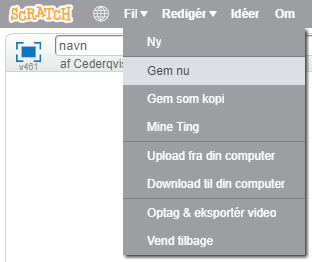 SCRATCH Fil Redigér Idéer Om
navn
v461 af Cederqvis
Ny
Gem nu
Gem som kopi
Mine Ting
Upload fra din computer
Download til din computer
Optag & eksportér video
Vend tilbage